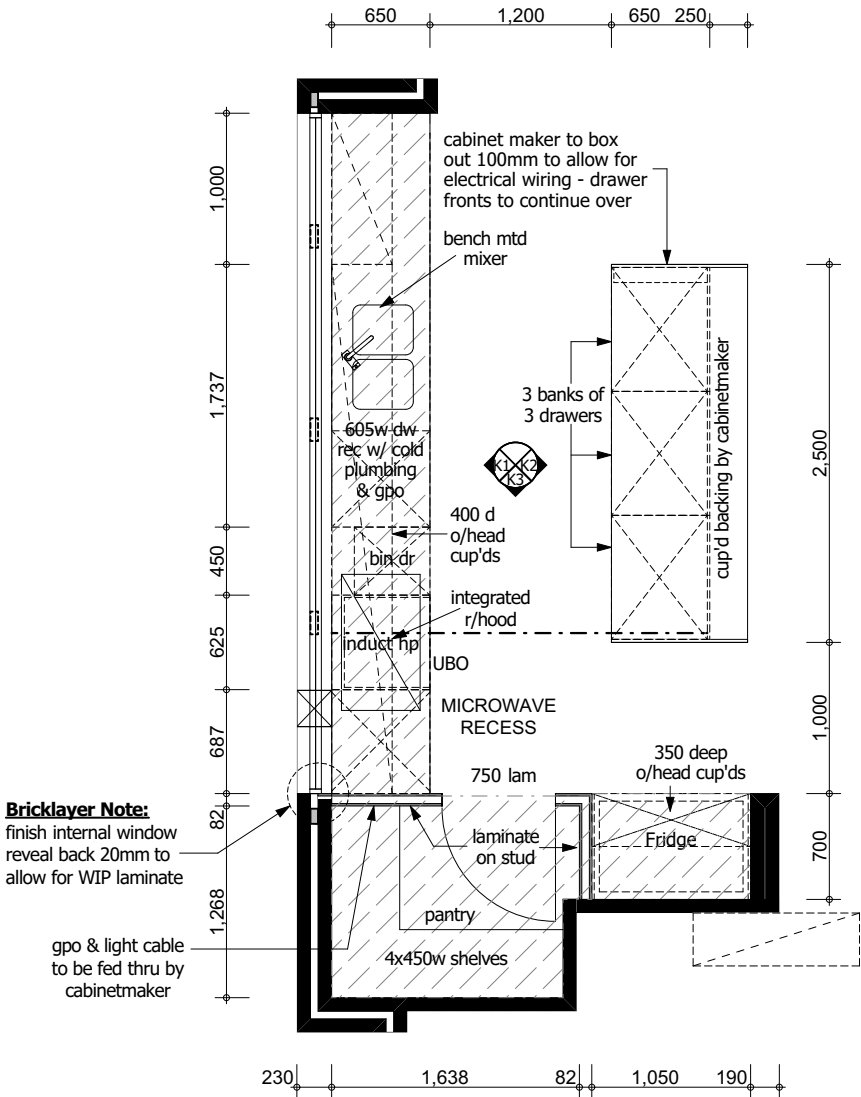 650
1,200
650
250
cabinet maker to box
out 100mm to allow for
electrical wiring - drawer
fronts to continue over
1,000
bench mtd
mixer
1,737
3 banks of
3 drawers
cup'd backing by cabinetmaker
2,500
605w dw
rec w/ cold
plumbing
& gpo
K1
K2
K3
400 d
o/head
cup'ds
450
bin dr
integrated
r/hood
625
induct hp
UBO
MICROWAVE
RECESS
687
1,000
750 lam
350 deep
o/head cup'ds
Bricklayer Note:
finish internal window
reveal back 20mm to
allow for WIP laminate
82
laminate
on stud
Fridge
700
1,268
pantry
4x450w shelves
gpo & light cable
to be fed thru by
cabinetmaker
230
1,638
82
1,050
190